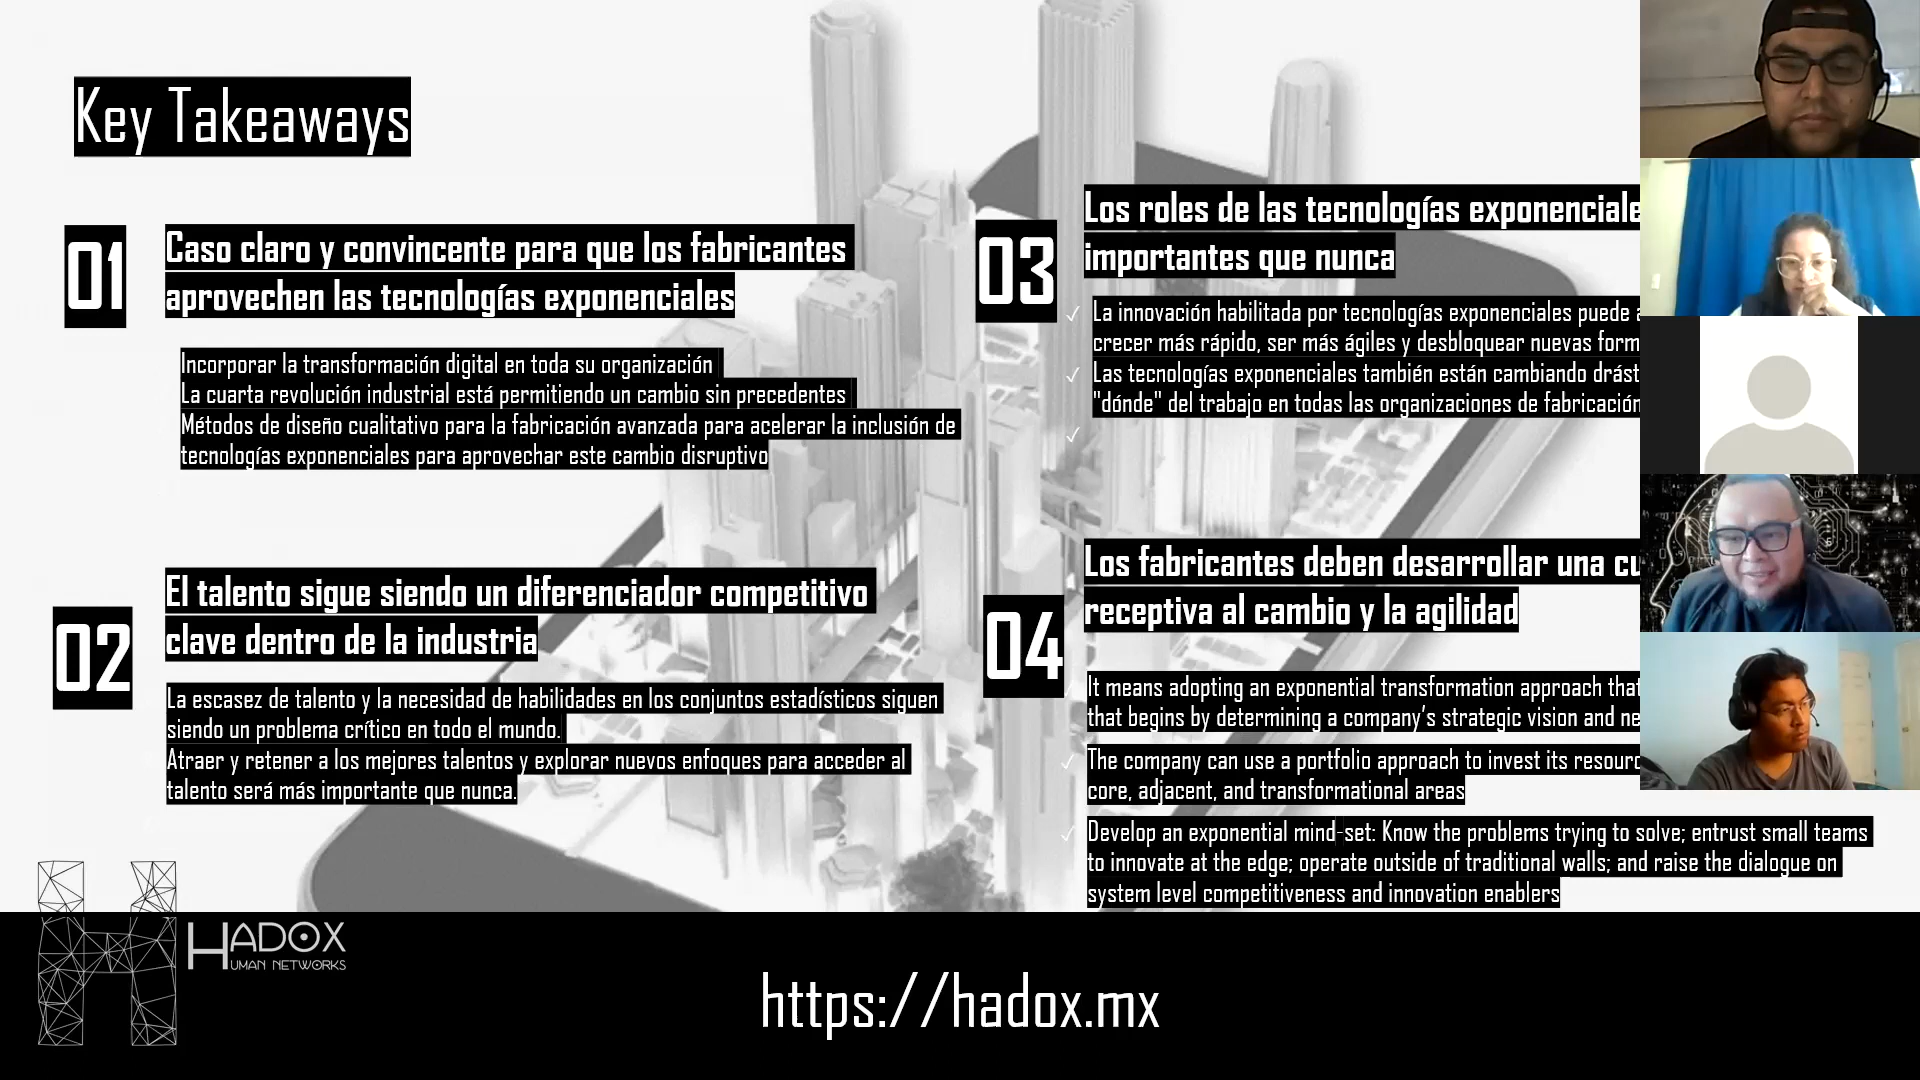 Key Takeaways
01
Caso claro y convincente para que los fabricantes
aprovechen las tecnologías exponenciales
Incorporar la transformación digital en toda su organización
La cuarta revolución industrial está permitiendo un cambio sin precedentes
Métodos de diseño cualitativo para la fabricación avanzada para acelerar la inclusión de
tecnologías exponenciales para aprovechar este cambio disruptivo
02
El talento sigue siendo un diferenciador competitivo
clave dentro de la industria
La escasez de talento y la necesidad de habilidades en los conjuntos estadísticos siguen
siendo un problema crítico en todo el mundo.
Atraer y retener a los mejores talentos y explorar nuevos enfoques para acceder al
talento será más importante que nunca.
03
Los roles de las tecnologías
importantes que nunca
La innovación habilitada por tecnologías exponenciales puede
crecer más rápido, ser más ágiles y desbloquear nuevas
Las tecnologías exponenciales también están cambiando
"dónde" del trabajo en todas las organizaciones de fabricación
04
Los fabricantes deben desarrollar una
receptiva al cambio y la agilidad
It means adopting an exponential transformation approach that
that begins by determining a company's strategic vision and
The company can use a portfolio approach to invest its
core, adjacent, and transformational areas
Develop an exponential mind-set: Know the problems trying to solve; entrust small teams
to innovate at the edge; operate outside of traditional walls; and raise the dialogue on
system level competitiveness and innovation enablers
HADOX
HUMAN NETWORKS
https://hadox.mx